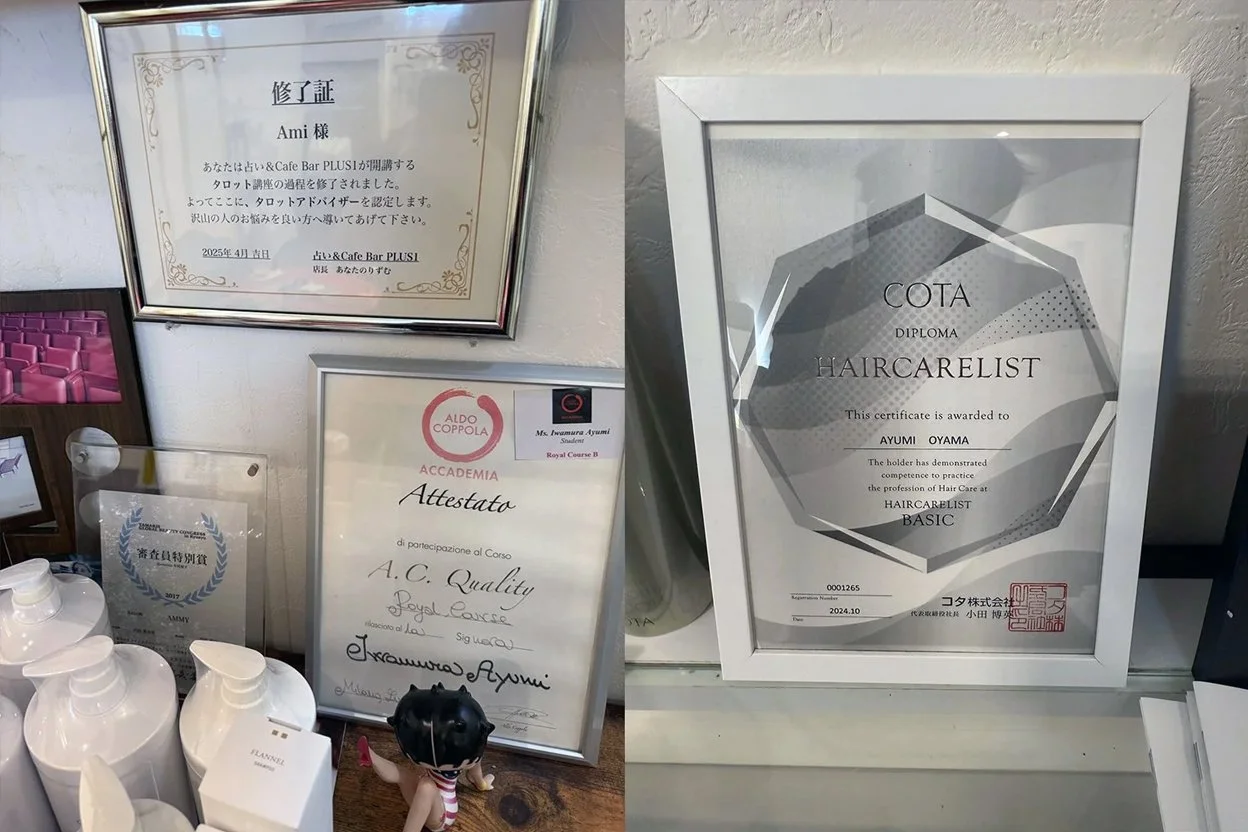 修了証
Ami 様
あなたは占い&Cafe Bar PLUS1が開講する
タロット講座の過程を修了されました。
よってここに、タロットアドバイザーを認定します。
沢山の人のお悩みを良い方へ導いてあげて下さい。
2025年 4月 吉日
占い&Cafe Bar PLUS1
店長 あなたのりずむ
ALDO
COPPOLA
ACCADEMIA
Ms. Iwamura Ayumi
Student
Royal Course B
Attestato
di partecipazione al Corso
A.C. Quality
Royal Course
rilasciato al la Sig nora
Iwamura Ayumi
Milano
GLOBAL BEAUTY CONGRESS
審査員特別賞
2017
AMMY
FLANNEL
SHAMPOO
COTA
DIPLOMA
HAIRCARELIST
This certificate is awarded to
AYUMI OYAMA
The holder has demonstrated
competence to practice
the profession of Hair Care at
HAIRCARELIST
BASIC
0001265
Registration Number
2024.10
Date
コタ株式会社
代表取締役社長 小田 博英